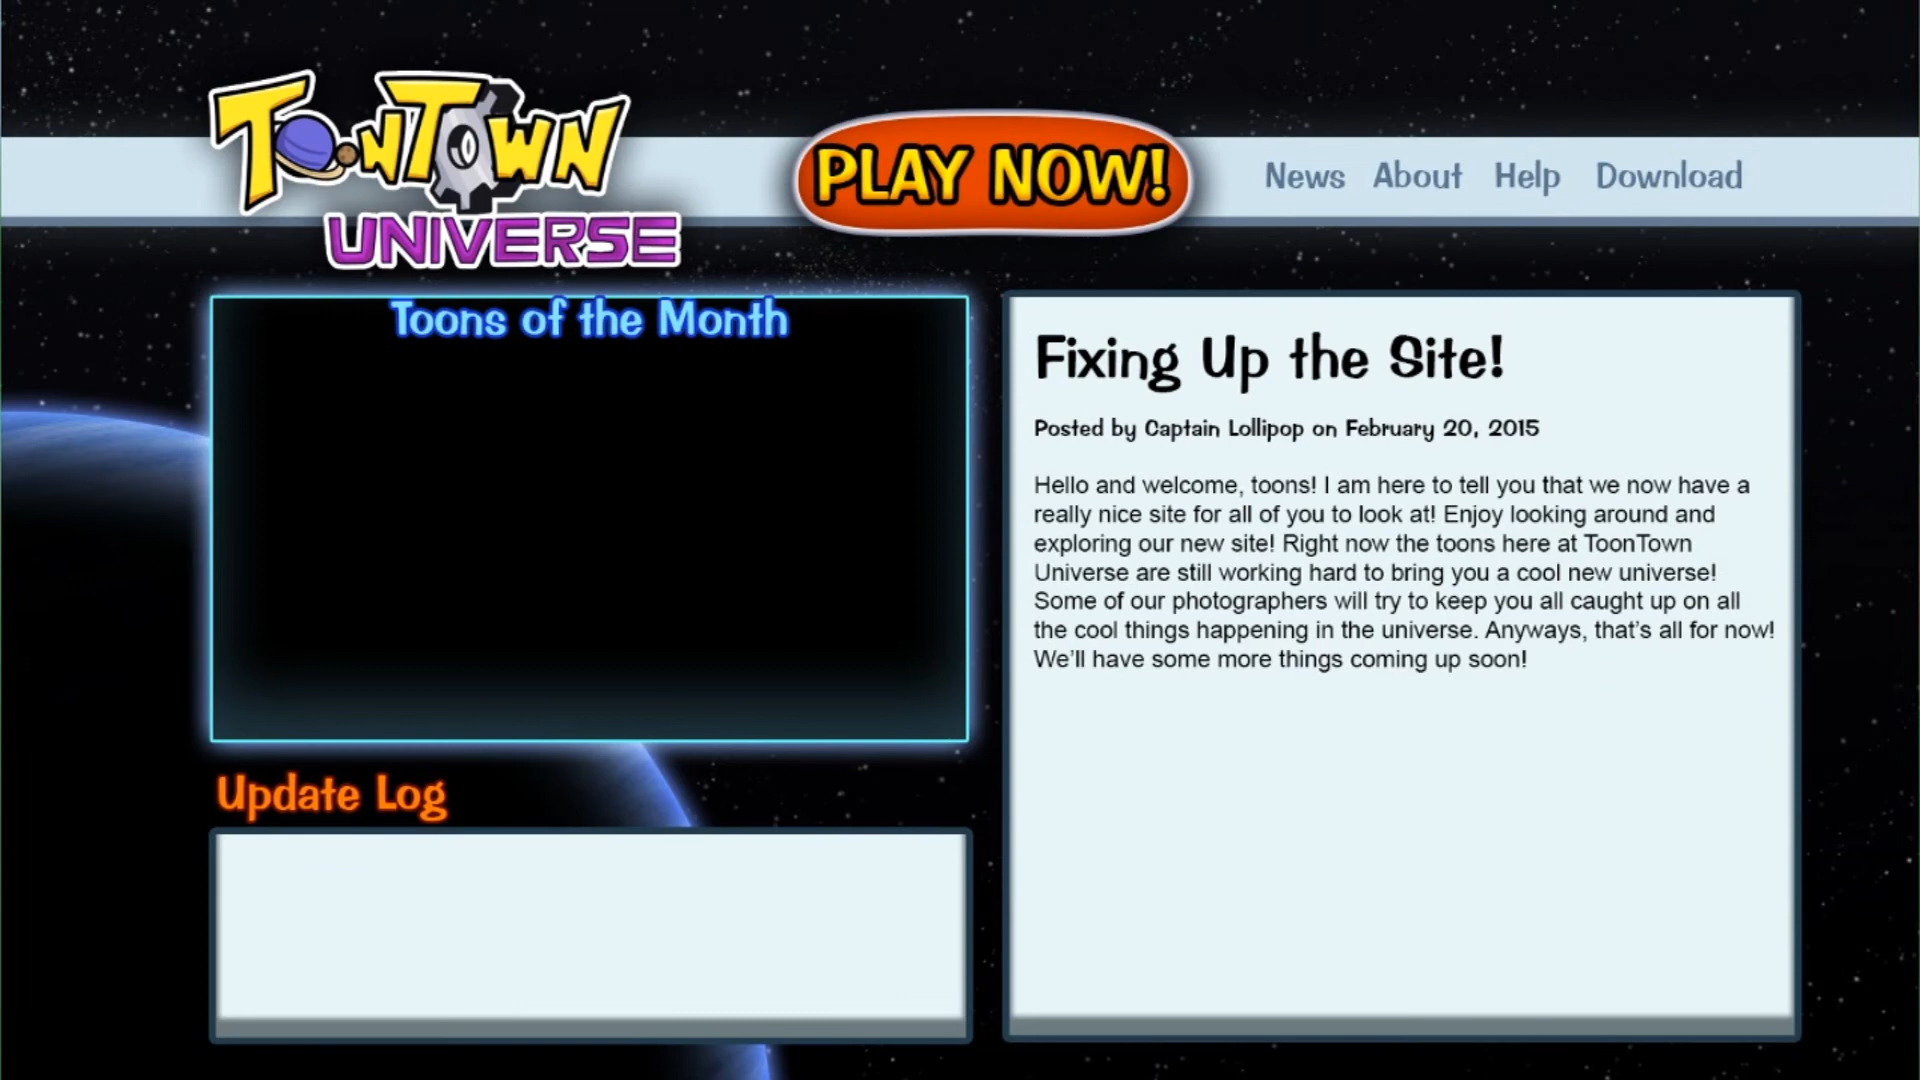 TOONTOWN
UNIVERSE
PLAY NOW!
News About Help Download
Toons of the Month
Update Log
Fixing Up the Site!
Posted by Captain Lollipop on February 20, 2015
Hello and welcome, toons! I am here to tell you that we now have a
really nice site for all of you to look at! Enjoy looking around and
exploring our new site! Right now the toons here at ToonTown
Universe are still working hard to bring you a cool new universe!
Some of our photographers will try to keep you all caught up on all
the cool things happening in the universe. Anyways, that's all for now!
We'll have some more things coming up soon!